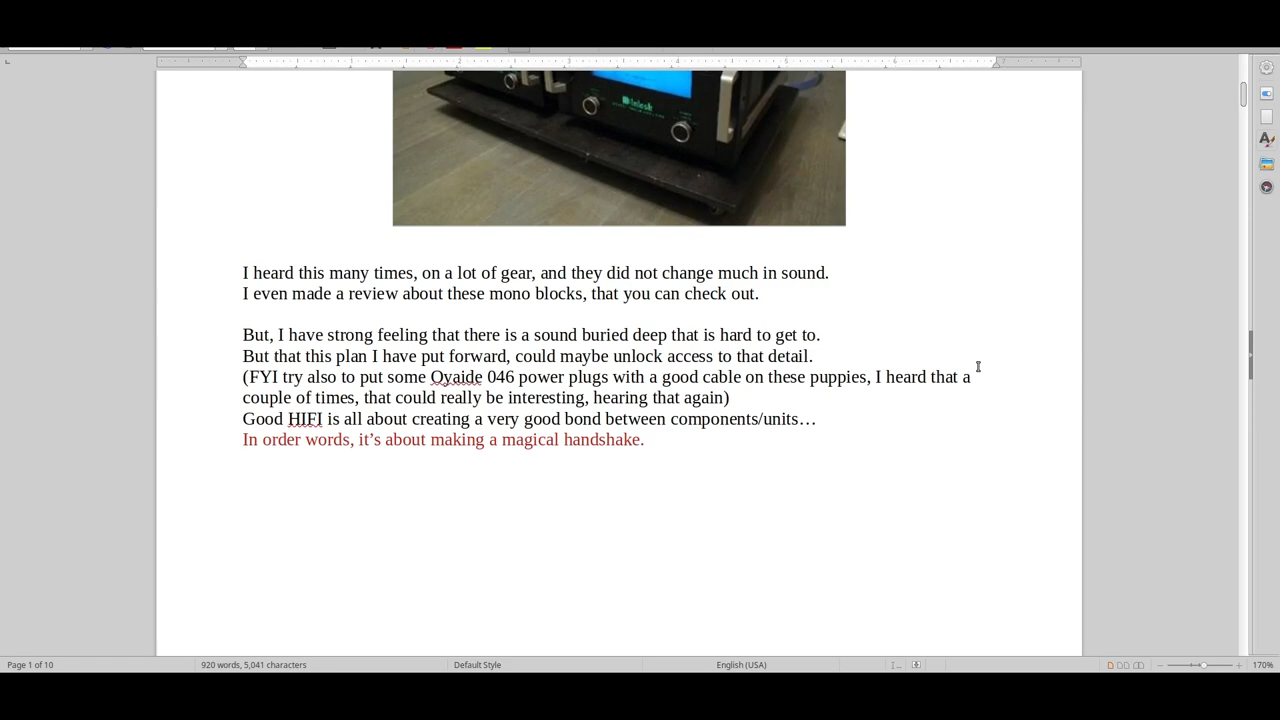 McIntosh
I heard this many times, on a lot of gear, and they did not change much in sound.
I even made a review about these mono blocks, that you can check out.
But, I have strong feeling that there is a sound buried deep that is hard to get to.
But that this plan I have put forward, could maybe unlock access to that detail.
(FYI try also to put some Oyaide 046 power plugs with a good cable on these puppies, I heard that a
couple of times, that could really be interesting, hearing that again)
Good HIFI is all about creating a very good bond between components/units…
In order words, it’s about making a magical handshake.
Page 1 of 10 920 words, 5,041 characters Default Style English (USA) 170%